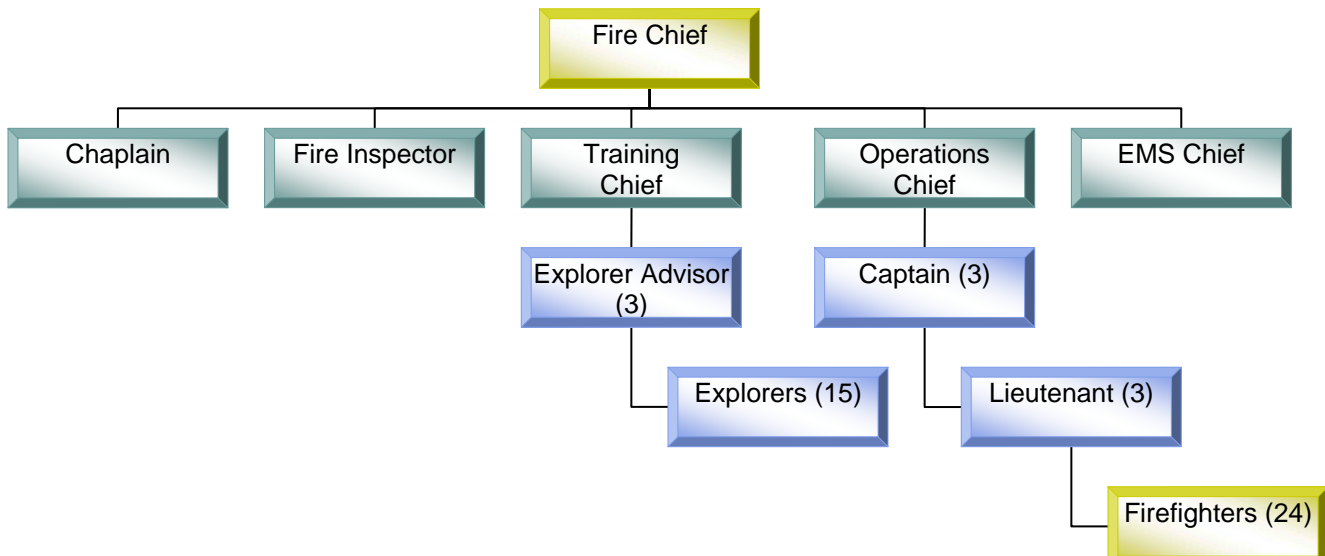 Fire Chief
Chaplain
Fire Inspector
Training
Chief
Operations
Chief
EMS Chief
Explorer Advisor
(3)
Captain (3)
Explorers (15)
Lieutenant (3)
Firefighters (24)